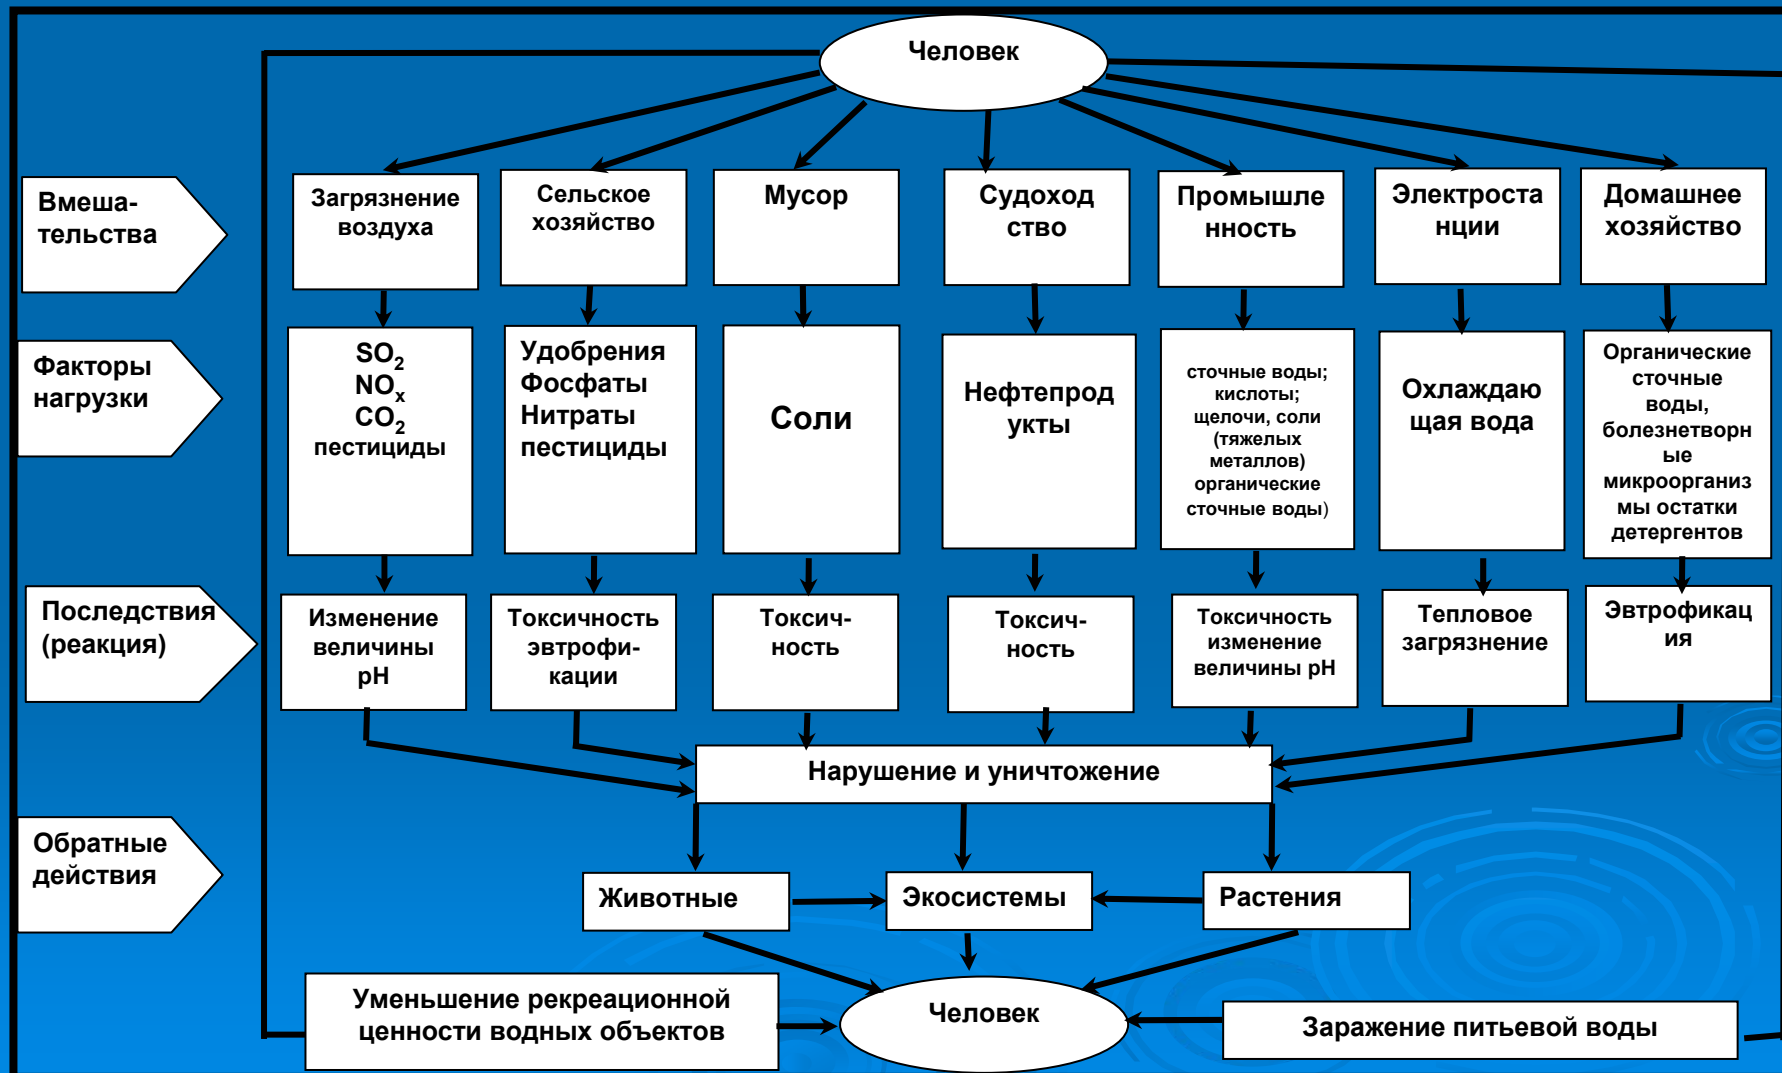 Человек
Вмеша-
тельства
Загрязнение
воздуха
Сельское
хозяйство
Мусор
Судоход
ство
Промышле
нность
Электроста
нции
Домашнее
хозяйство
Факторы
нагрузки
SO2
NOx
CO2
пестициды
Удобрения
Фосфаты
Нитраты
пестициды
Соли
Нефтепрод
укты
сточные воды;
кислоты;
щелочи, соли
(тяжелых
металлов)
органические
сточные воды)
Охлаждаю
щая вода
Органические
сточные
воды,
болезнетворн
ые
микроорганиз
мы остатки
детергентов
Последствия
(реакция)
Изменение
величины
pH
Токсичность
эвтрофи-
кации
Токсич-
ность
Токсич-
ность
Токсичность
изменение
величины pH
Тепловое
загрязнение
Эвтрофикац
ия
Нарушение и уничтожение
Обратные
действия
Животные
Экосистемы
Растения
Уменьшение рекреационной
ценности водных объектов
Человек
Заражение питьевой воды